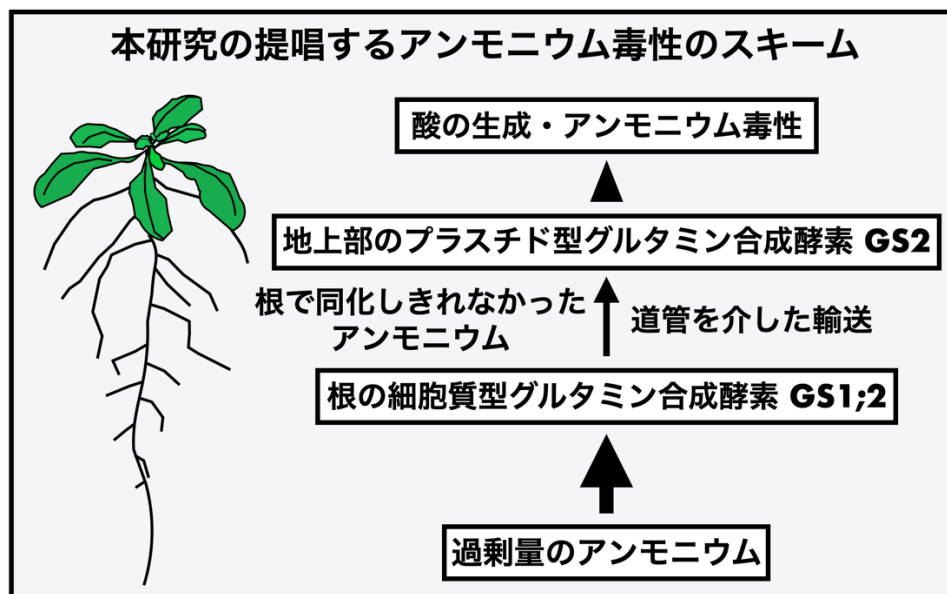 本研究の提唱するアンモニウム毒性のスキーム
酸の生成・アンモニウム毒性
地上部のプラスチド型グルタミン合成酵素 GS2
根で同化しきれなかった
アンモニウム
道管を介した輸送
根の細胞質型グルタミン合成酵素 GS1;2
過剰量のアンモニウム